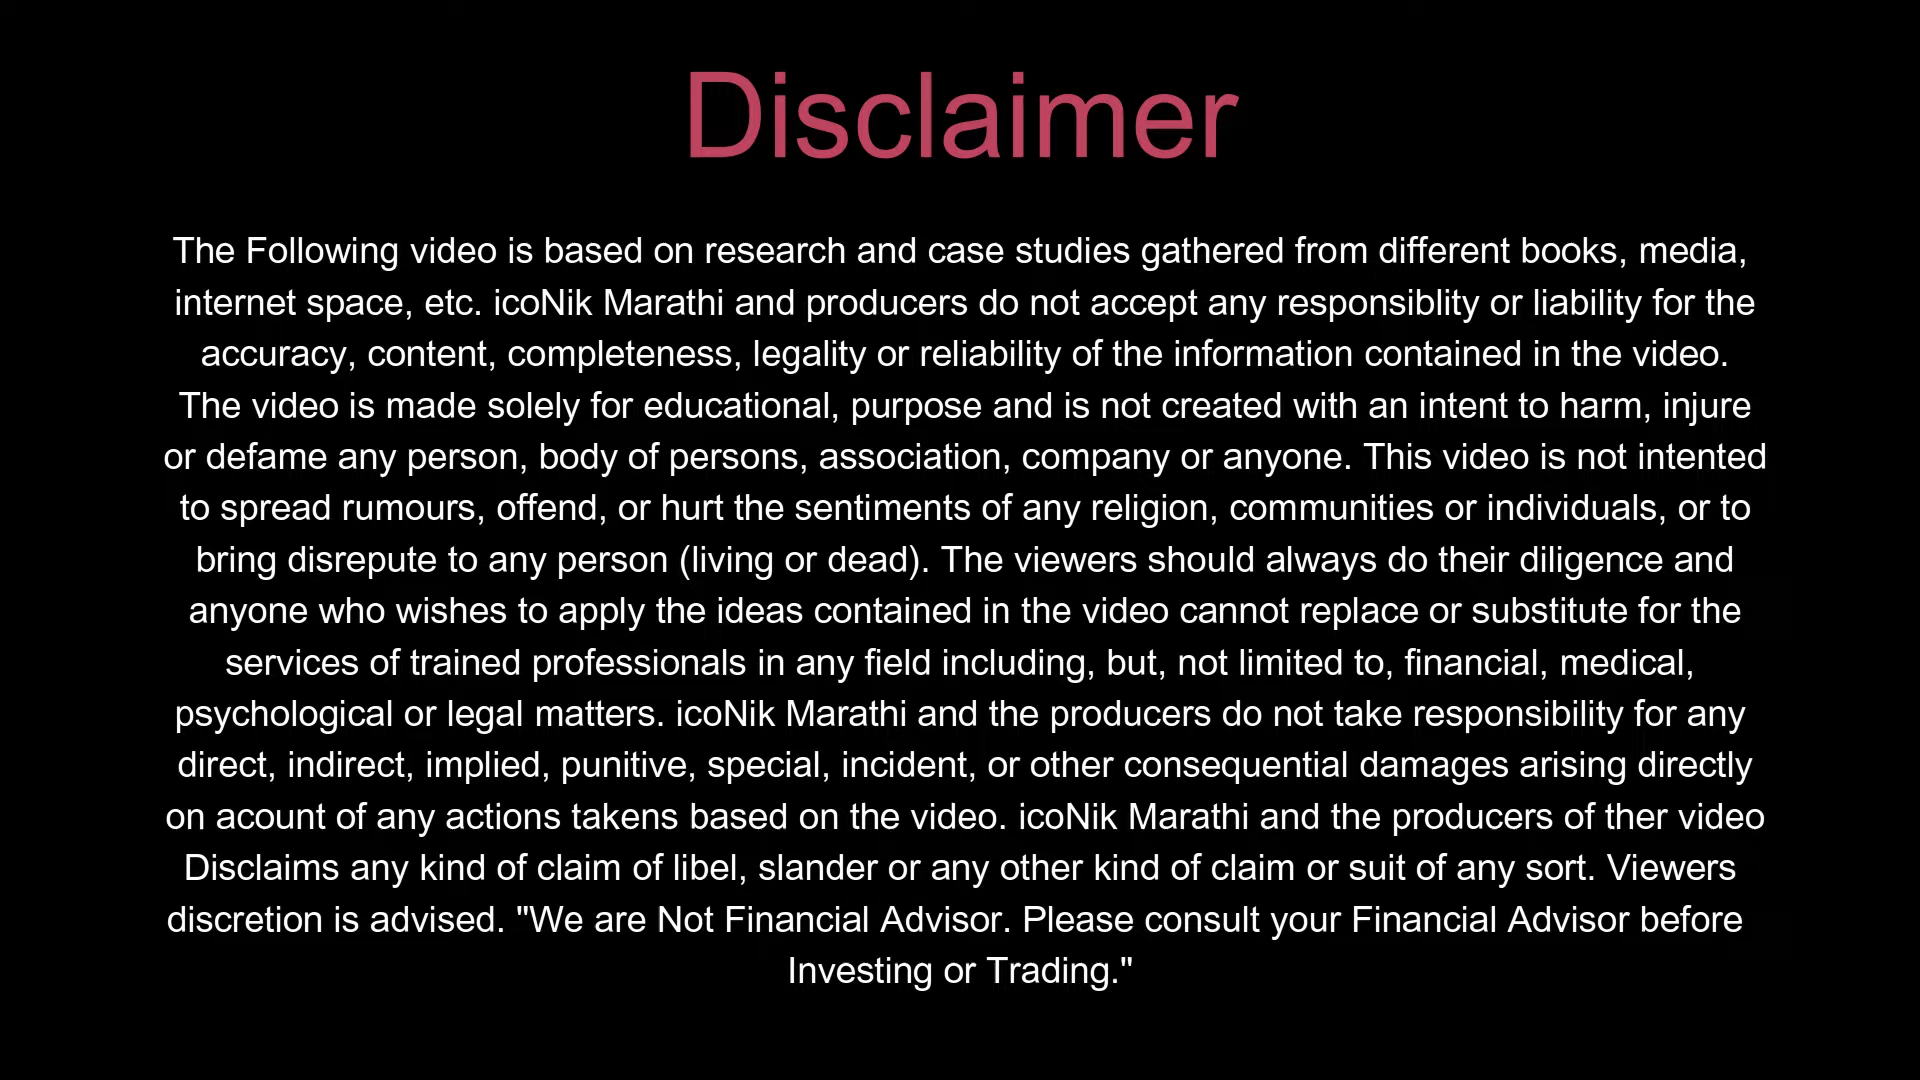 Disclaimer
The Following video is based on research and case studies gathered from different books, media,
internet space, etc. icoNik Marathi and producers do not accept any responsiblity or liability for the
accuracy, content, completeness, legality or reliability of the information contained in the video.
The video is made solely for educational, purpose and is not created with an intent to harm, injure
or defame any person, body of persons, association, company or anyone. This video is not intented
to spread rumours, offend, or hurt the sentiments of any religion, communities or individuals, or to
bring disrepute to any person (living or dead). The viewers should always do their diligence and
anyone who wishes to apply the ideas contained in the video cannot replace or substitute for the
services of trained professionals in any field including, but, not limited to, financial, medical,
psychological or legal matters. icoNik Marathi and the producers do not take responsibility for any
direct, indirect, implied, punitive, special, incident, or other consequential damages arising directly
on acount of any actions takens based on the video. icoNik Marathi and the producers of ther video
Disclaims any kind of claim of libel, slander or any other kind of claim or suit of any sort. Viewers
discretion is advised. "We are Not Financial Advisor. Please consult your Financial Advisor before
Investing or Trading."